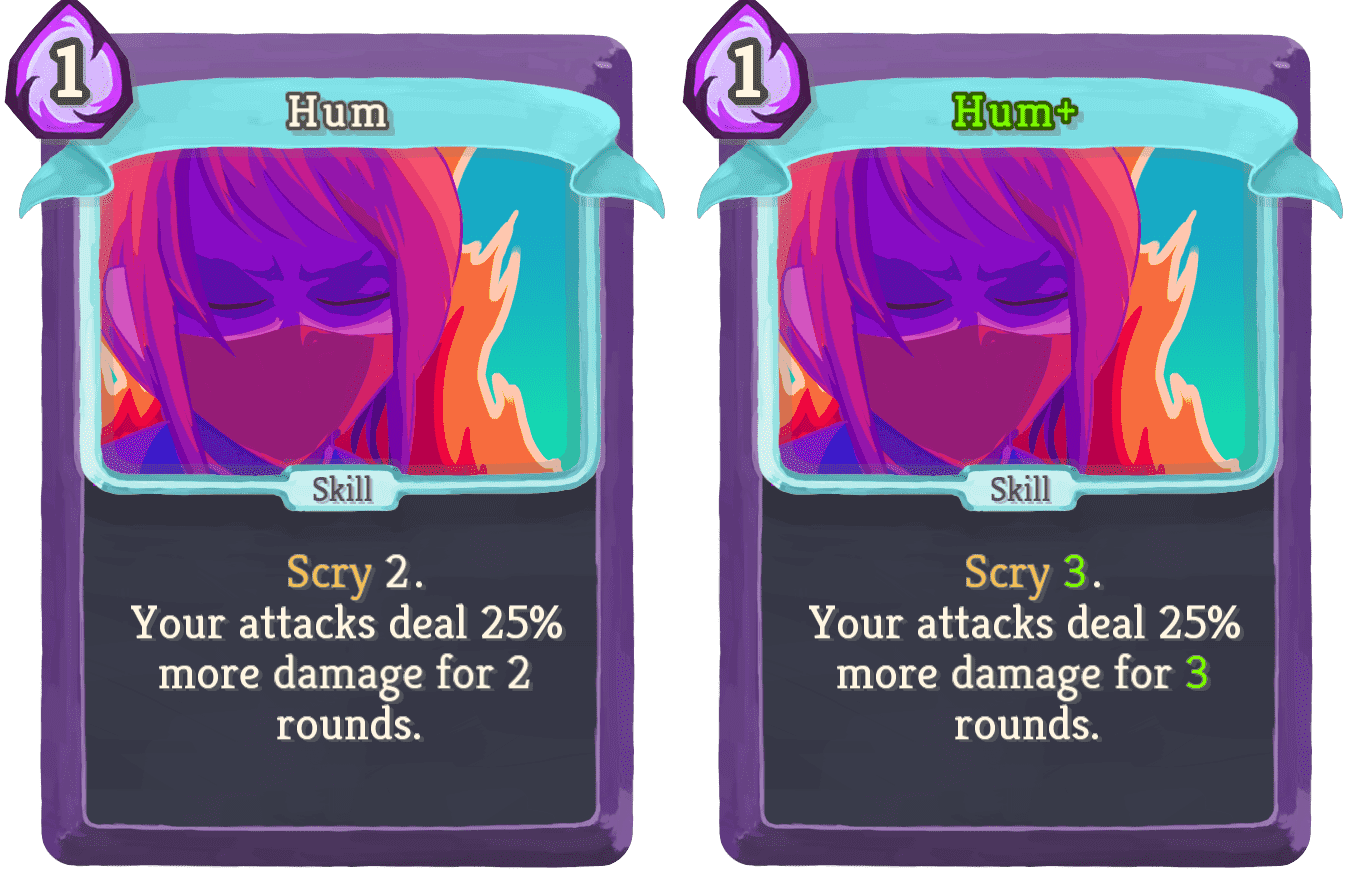 1
Hum
Skill
Scry 2.
Your attacks deal 25%
more damage for 2
rounds.
1
Hum+
Skill
Scry 3.
Your attacks deal 25%
more damage for 3
rounds.